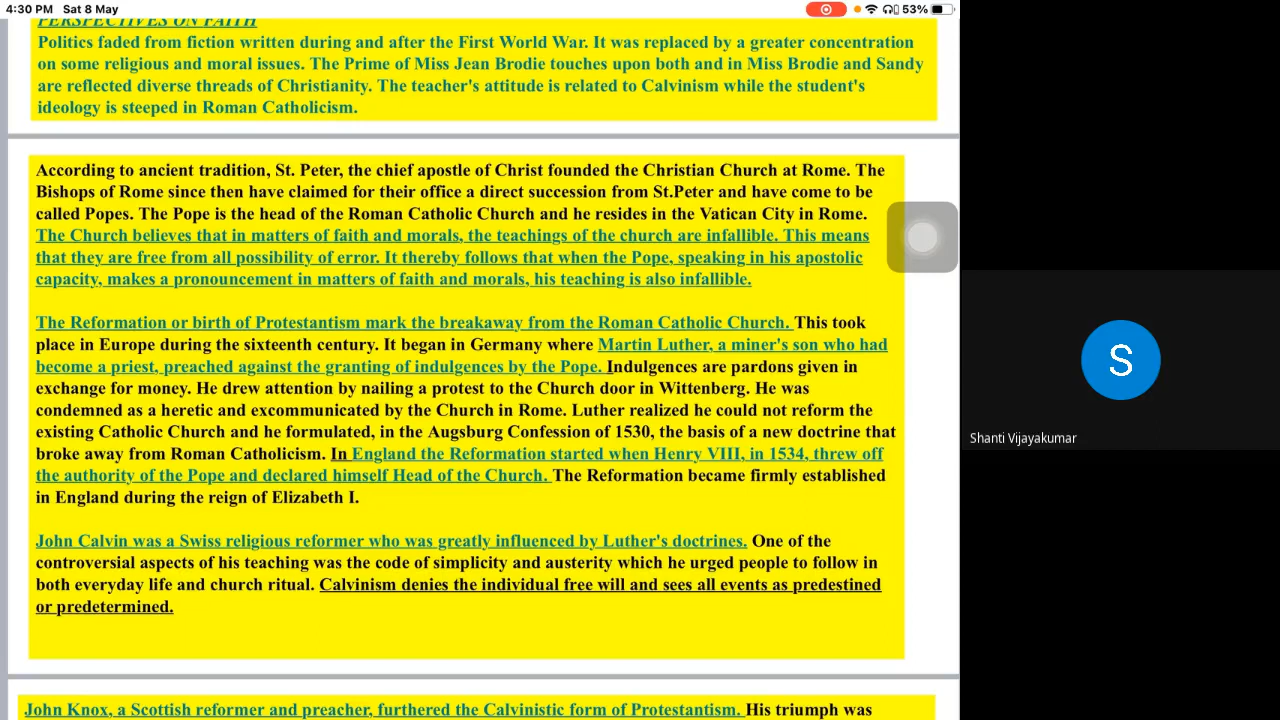 4:30 PM Sat 8 May
53%
PERSPECTIVES ON FAITH
Politics faded from fiction written during and after the First World War. It was replaced by a greater concentration
on some religious and moral issues. The Prime of Miss Jean Brodie touches upon both and in Miss Brodie and Sandy
are reflected diverse threads of Christianity. The teacher's attitude is related to Calvinism while the student's
ideology is steeped in Roman Catholicism.
According to ancient tradition, St. Peter, the chief apostle of Christ founded the Christian Church at Rome. The
Bishops of Rome since then have claimed for their office a direct succession from St.Peter and have come to be
called Popes. The Pope is the head of the Roman Catholic Church and he resides in the Vatican City in Rome.
The Church believes that in matters of faith and morals, the teachings of the church are infallible. This means
that they are free from all possibility of error. It thereby follows that when the Pope, speaking in his apostolic
capacity, makes a pronouncement in matters of faith and morals, his teaching is also infallible.
The Reformation or birth of Protestantism mark the breakaway from the Roman Catholic Church. This took
place in Europe during the sixteenth century. It began in Germany where Martin Luther, a miner's son who had
become a priest, preached against the granting of indulgences by the Pope. Indulgences are pardons given in
exchange for money. He drew attention by nailing a protest to the Church door in Wittenberg. He was
condemned as a heretic and excommunicated by the Church in Rome. Luther realized he could not reform the
existing Catholic Church and he formulated, in the Augsburg Confession of 1530, the basis of a new doctrine that
broke away from Roman Catholicism. In England the Reformation started when Henry VIII, in 1534, threw off
the authority of the Pope and declared himself Head of the Church. The Reformation became firmly established
in England during the reign of Elizabeth I.
John Calvin was a Swiss religious reformer who was greatly influenced by Luther's doctrines. One of the
controversial aspects of his teaching was the code of simplicity and austerity which he urged people to follow in
both everyday life and church ritual. Calvinism denies the individual free will and sees all events as predestined
or predetermined.
John Knox, a Scottish reformer and preacher, furthered the Calvinistic form of Protestantism. His triumph was
S
Shanti Vijayakumar